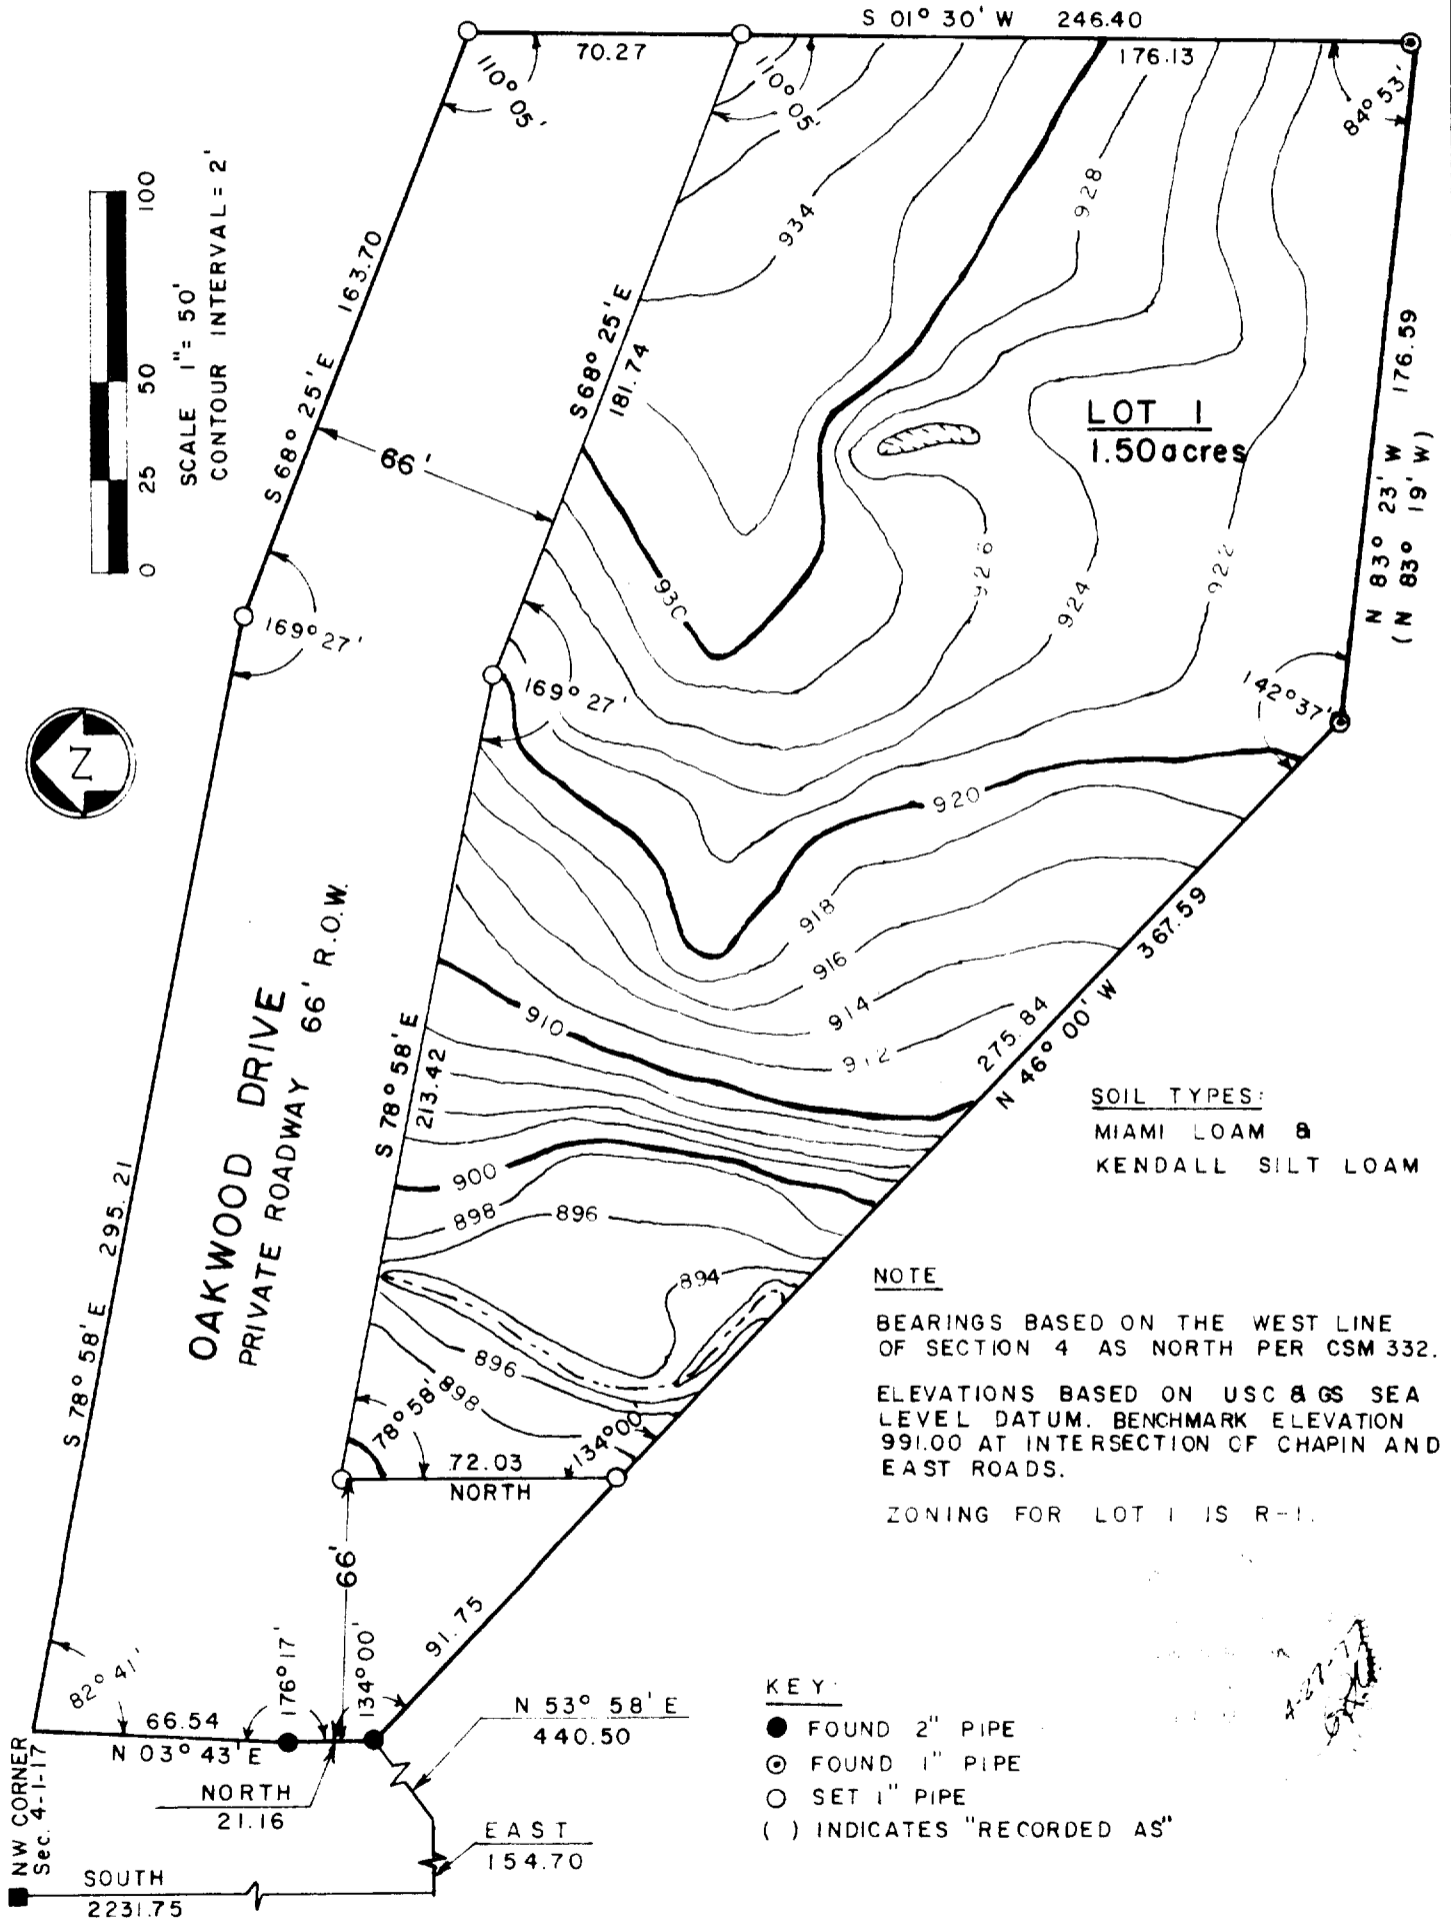 S 01° 30' W 246.40
70.27
176.13
110° 05'
110° 05'
84° 53'
0 25 50 100
SCALE 1" = 50'
CONTOUR INTERVAL = 2'
S 68° 25' E 163.70
S 68° 25' E
181.74
66'
934
928
930
926
924
922
LOT 1
1.50 acres
N 83° 23' W 176.59
(N 83° 19' W)
169° 27'
169° 27'
142° 37'
N
920
918
916
914
912
910
900
898
896
894
896
898
OAKWOOD DRIVE
PRIVATE ROADWAY 66' R.O.W.
S 78° 58' E 295.21
S 78° 58' E
213.42
275.84
N 46° 00' W 367.59
SOIL TYPES:
MIAMI LOAM &
KENDALL SILT LOAM
NOTE
BEARINGS BASED ON THE WEST LINE
OF SECTION 4 AS NORTH PER CSM 332.
ELEVATIONS BASED ON USC & GS SEA
LEVEL DATUM. BENCHMARK ELEVATION
991.00 AT INTERSECTION OF CHAPIN AND
EAST ROADS.
ZONING FOR LOT 1 IS R-1.
78° 58'
134° 00'
72.03
NORTH
66'
91.75
82° 41'
176° 17'
134° 00'
66.54
N 03° 43' E
NORTH
21.16
N 53° 58' E
440.50
EAST
154.70
NW CORNER
Sec. 4-1-17
SOUTH
2231.75
KEY:
FOUND 2" PIPE
FOUND 1" PIPE
SET 1" PIPE
( ) INDICATES "RECORDED AS"